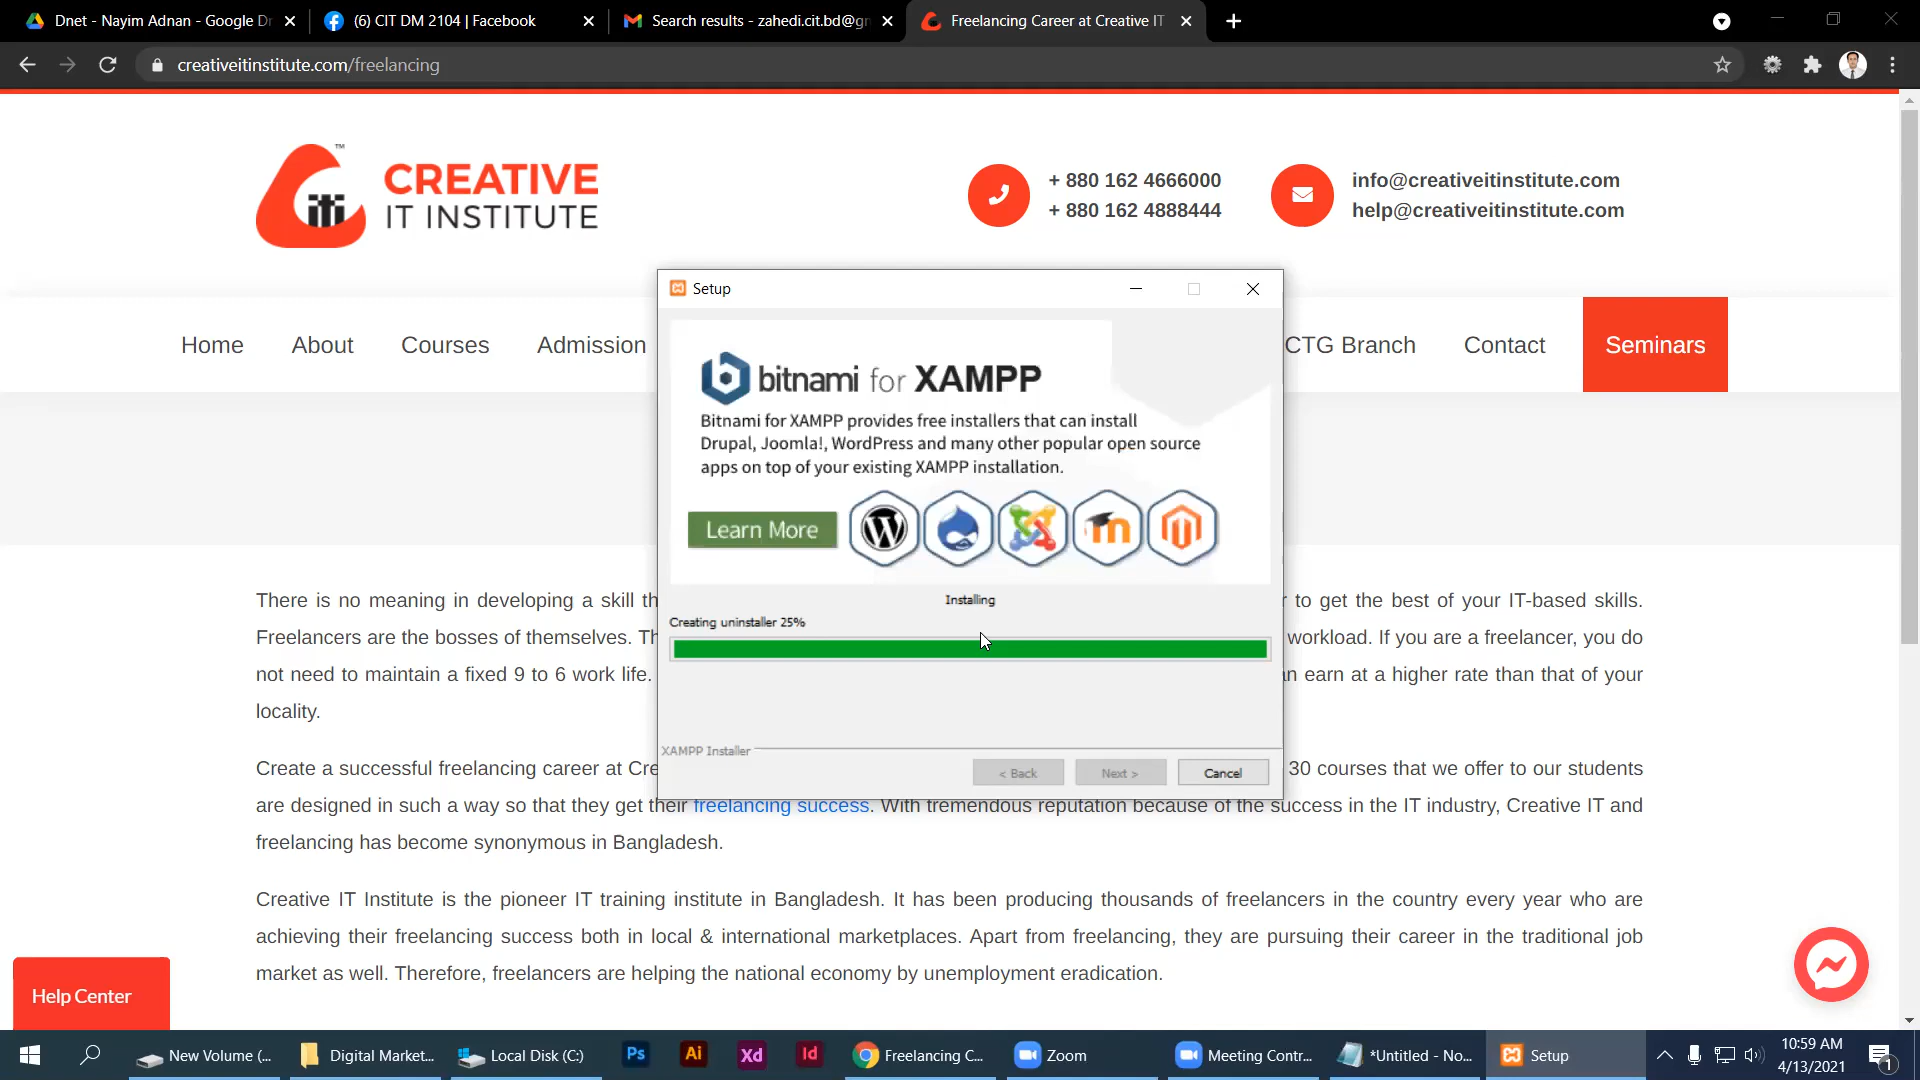 Dnet - Nayim Adnan - Google Dr
(6) CIT DM 2104 | Facebook
Search results - zahedi.cit.bd@gm
Freelancing Career at Creative IT
creativeitinstitute.com/freelancing
TM
iti
CREATIVE
IT INSTITUTE
+ 880 162 4666000
+ 880 162 4888444
info@creativeitinstitute.com
help@creativeitinstitute.com
Home
About
Courses
Admission
CTG Branch
Contact
Seminars
Setup
bitnami for XAMPP
Bitnami for XAMPP provides free installers that can install
Drupal, Joomla!, WordPress and many other popular open source
apps on top of your existing XAMPP installation.
Learn More
Installing
Creating uninstaller 25%
XAMPP Installer
< Back
Next >
Cancel
There is no meaning in developing a skill th
r to get the best of your IT-based skills.
Freelancers are the bosses of themselves. Th
workload. If you are a freelancer, you do
not need to maintain a fixed 9 to 6 work life.
an earn at a higher rate than that of your
locality.
Create a successful freelancing career at Cre
30 courses that we offer to our students
are designed in such a way so that they get their freelancing success. With tremendous reputation because of the success in the IT industry, Creative IT and
freelancing has become synonymous in Bangladesh.
Creative IT Institute is the pioneer IT training institute in Bangladesh. It has been producing thousands of freelancers in the country every year who are
achieving their freelancing success both in local & international marketplaces. Apart from freelancing, they are pursuing their career in the traditional job
market as well. Therefore, freelancers are helping the national economy by unemployment eradication.
Help Center
New Volume (...
Digital Market...
Local Disk (C:)
Ps
Ai
Xd
Id
Freelancing C...
Zoom
Meeting Contr...
*Untitled - No...
Setup
10:59 AM
4/13/2021
1